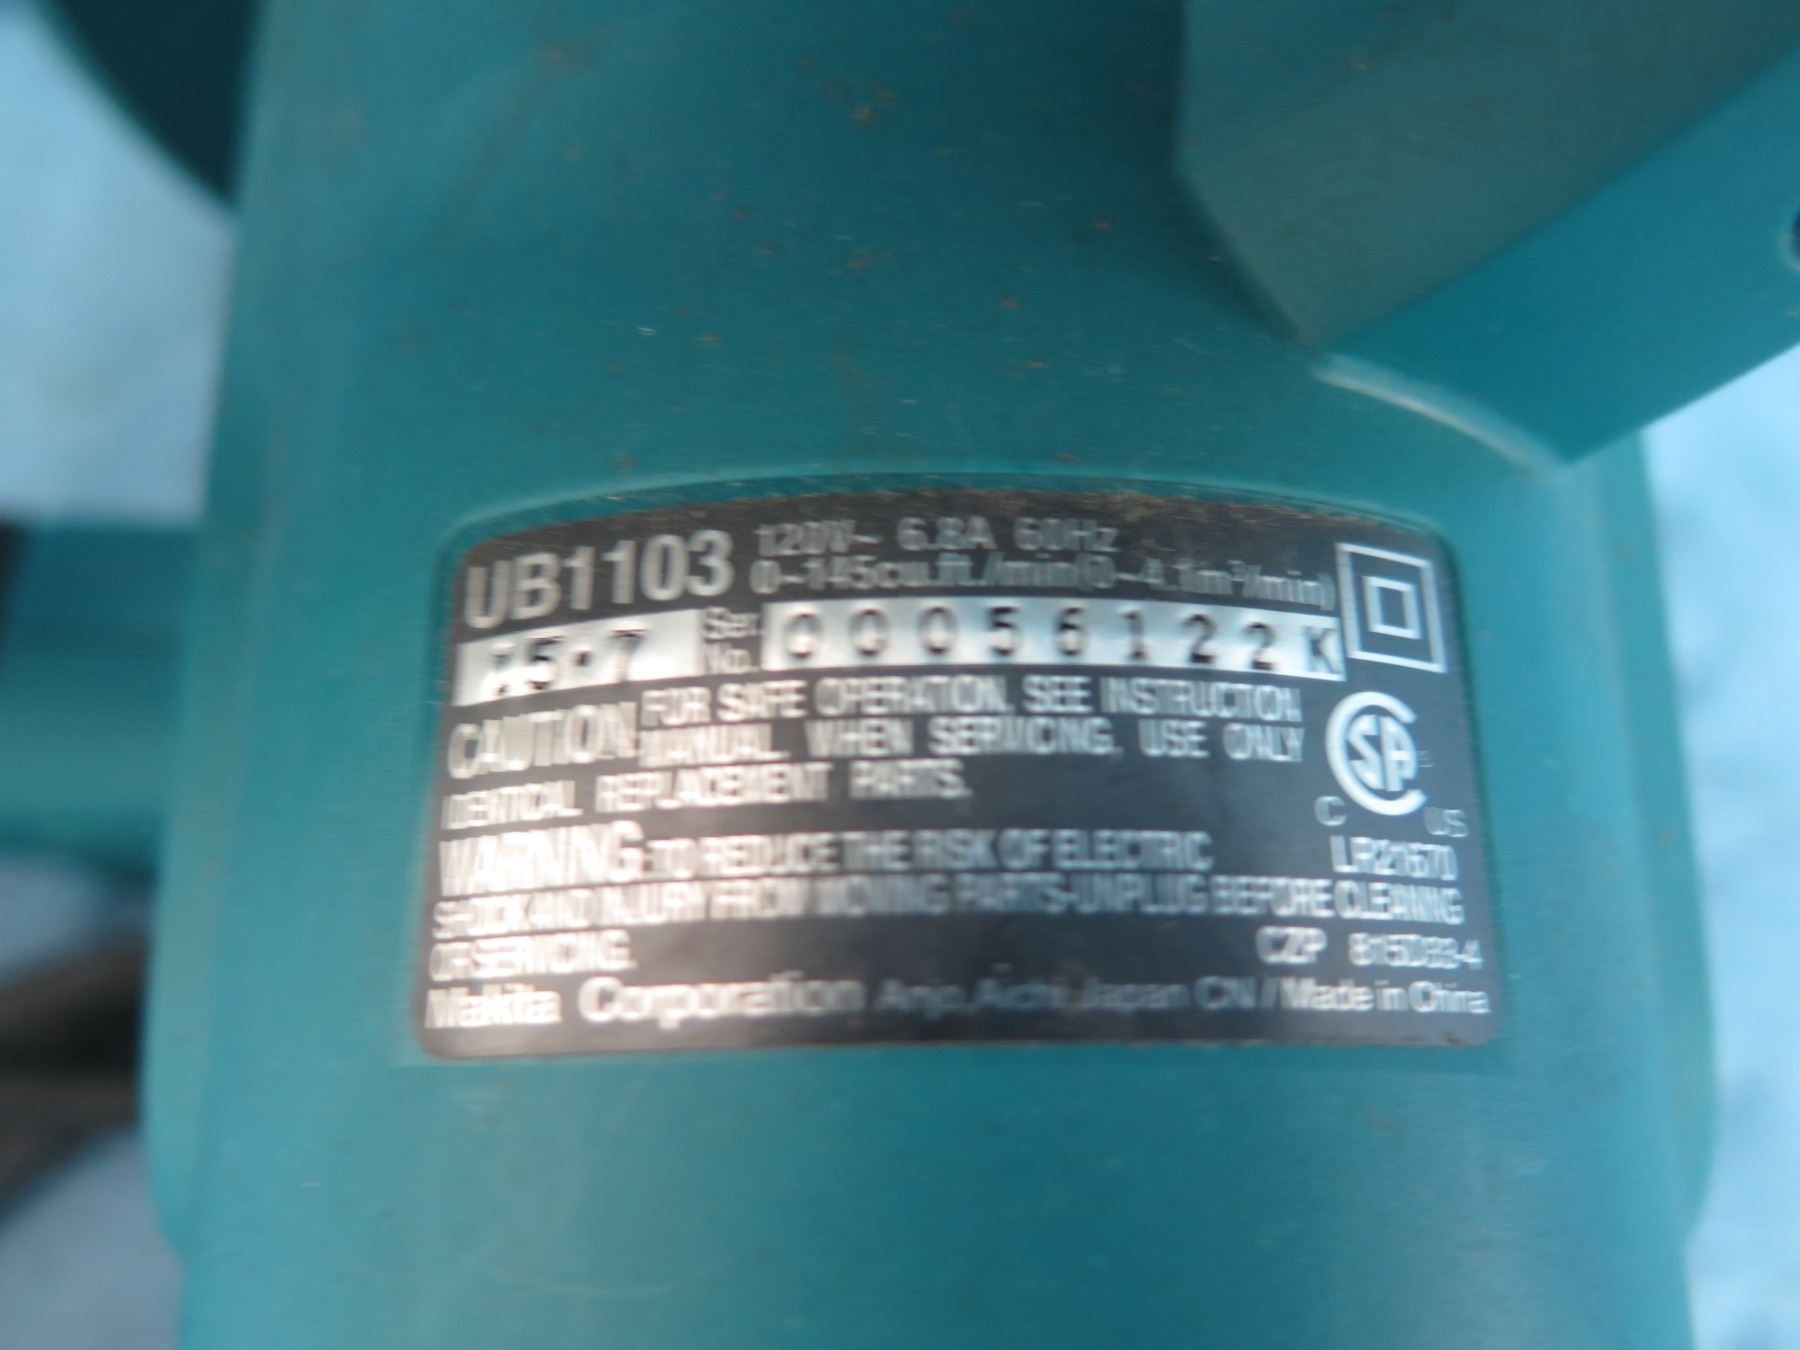 UB1103 120V~ 6.8A 60Hz
0~145cu.ft./min(0~4.1m³/min)
15•7 Ser. No. 00056122K
CAUTION: FOR SAFE OPERATION, SEE INSTRUCTION
MANUAL. WHEN SERVICING, USE ONLY
IDENTICAL REPLACEMENT PARTS.
CSA
C US
WARNING: TO REDUCE THE RISK OF ELECTRIC
LR21670
SHOCK AND INJURY FROM MOVING PARTS-UNPLUG BEFORE CLEANING
OR SERVICING.
CZP
Makita Corporation Anjo, Aichi, Japan CN / Made in China